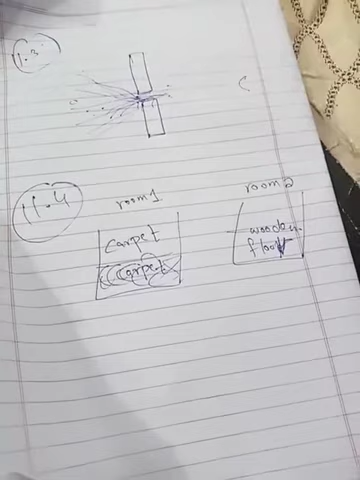 11.3
11.4
room 1
room 2
carpet
Carpet
wooden
floor